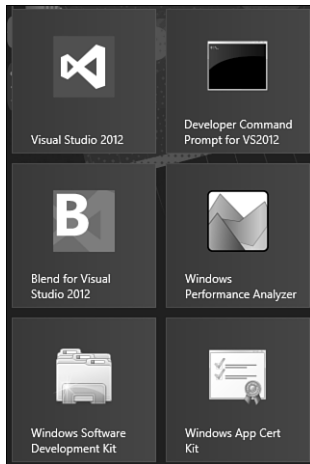 Visual Studio 2012
Developer Command
Prompt for VS2012
B
Blend for Visual
Studio 2012
Windows
Performance Analyzer
Windows Software
Development Kit
Windows App Cert
Kit